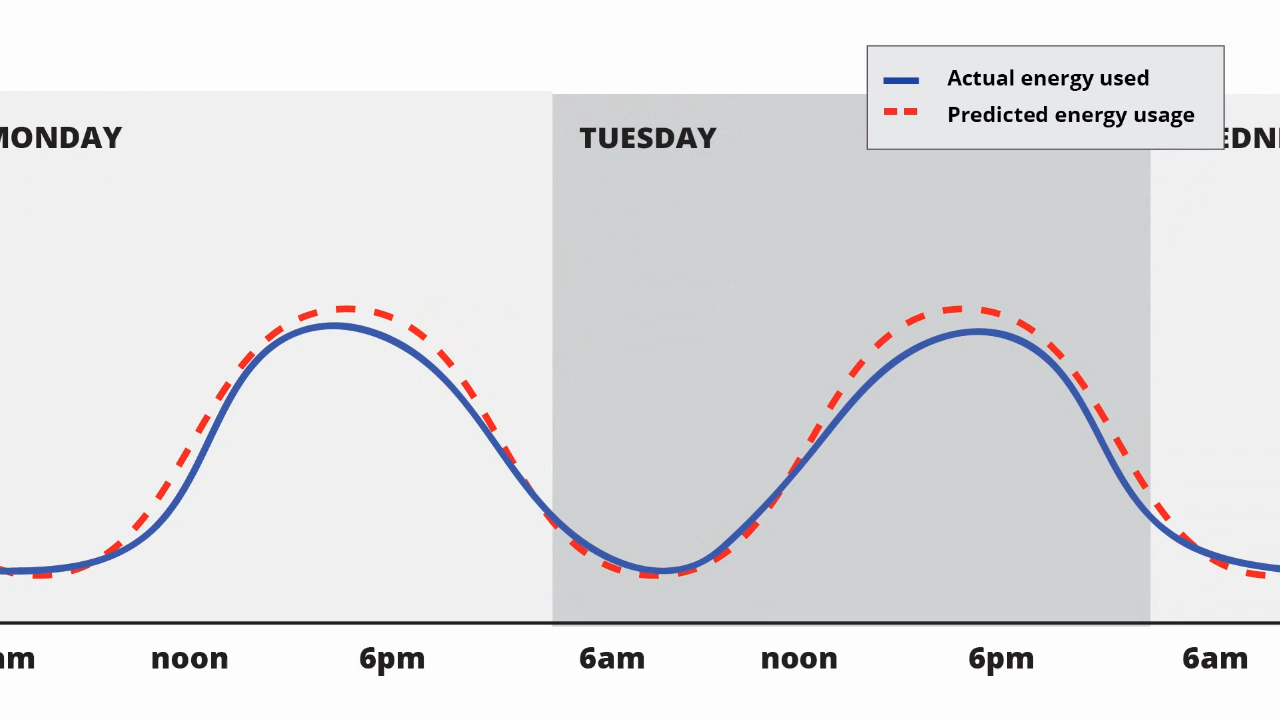 Actual energy used
Predicted energy usage
MONDAY
TUESDAY
noon
6pm
6am
noon
6pm
6am